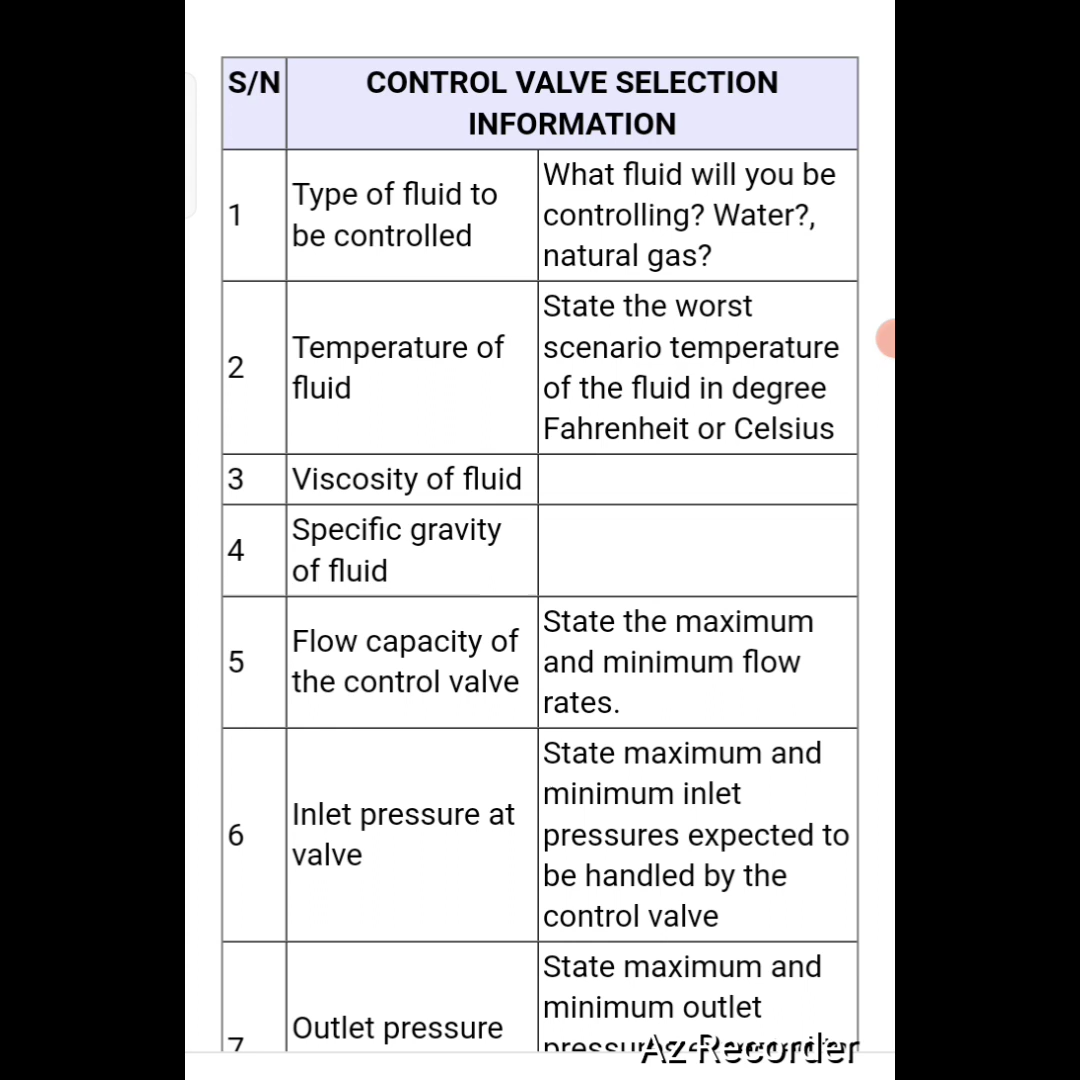 S/N
CONTROL VALVE SELECTION
INFORMATION
1
Type of fluid to
be controlled
What fluid will you be
controlling? Water?,
natural gas?
2
Temperature of
fluid
State the worst
scenario temperature
of the fluid in degree
Fahrenheit or Celsius
3
Viscosity of fluid
4
Specific gravity
of fluid
5
Flow capacity of
the control valve
State the maximum
and minimum flow
rates.
6
Inlet pressure at
valve
State maximum and
minimum inlet
pressures expected to
be handled by the
control valve
7
Outlet pressure
State maximum and
minimum outlet
Az Recorder